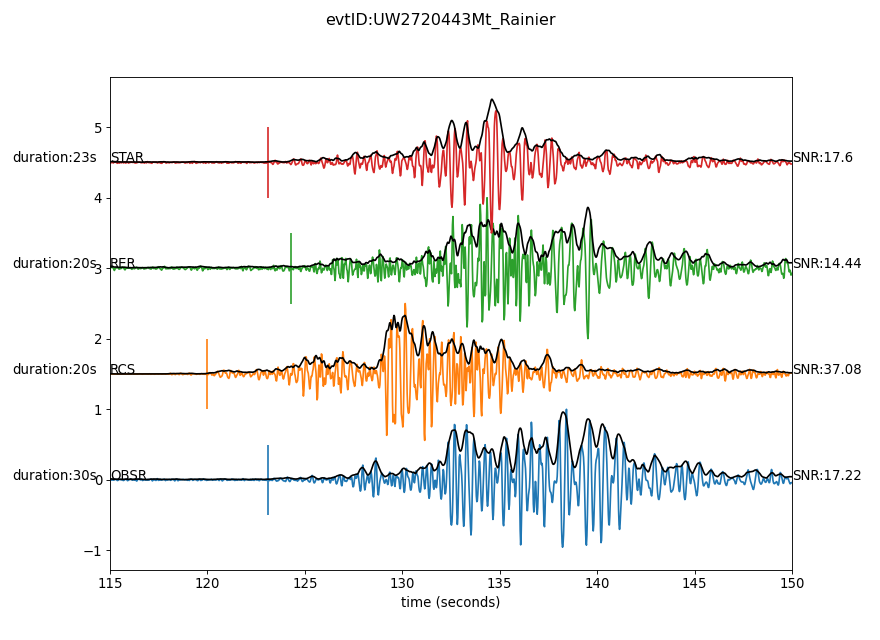 evtID:UW2720443Mt_Rainier
5
duration:23s STAR SNR:17.6
4
duration:20s 3 RER SNR:14.44
2
duration:20s RCS SNR:37.08
1
duration:30s 0 OBSR SNR:17.22
−1
115 120 125 130 135 140 145 150
time (seconds)